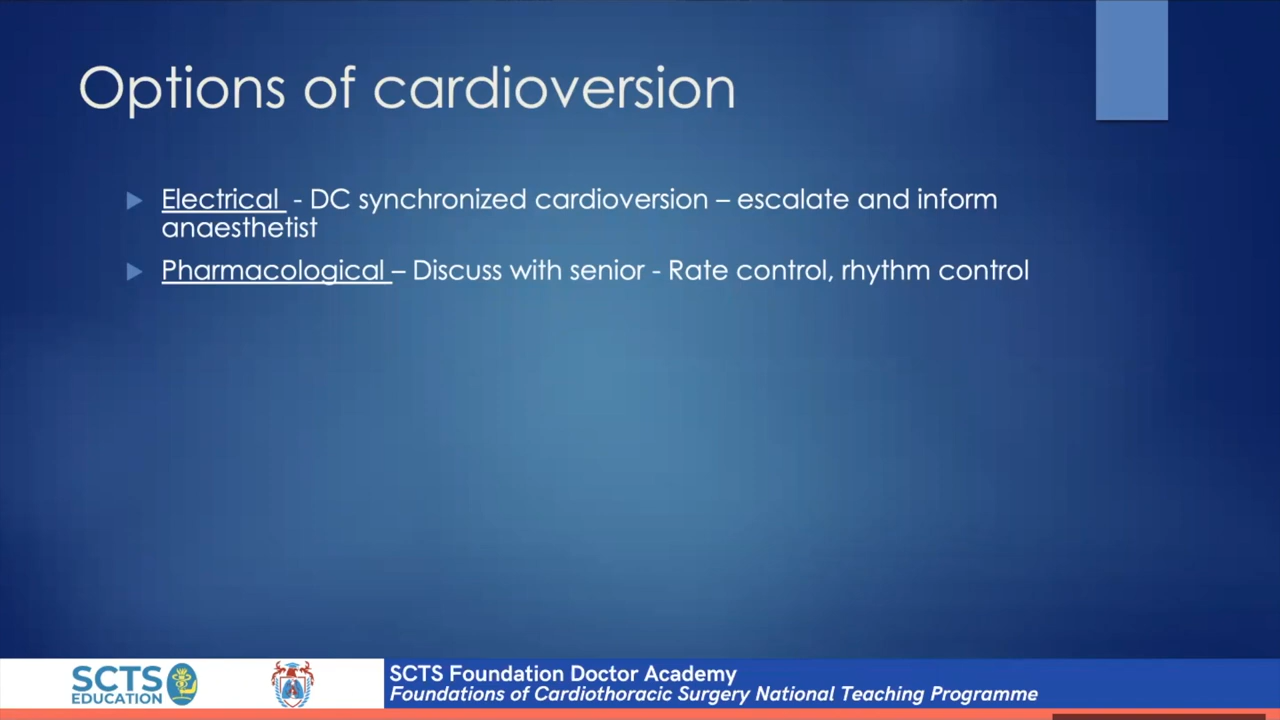 Options of cardioversion
Electrical - DC synchronized cardioversion – escalate and inform
anaesthetist
Pharmacological – Discuss with senior - Rate control, rhythm control
SCTS
EDUCATION
SCTS Foundation Doctor Academy
Foundations of Cardiothoracic Surgery National Teaching Programme